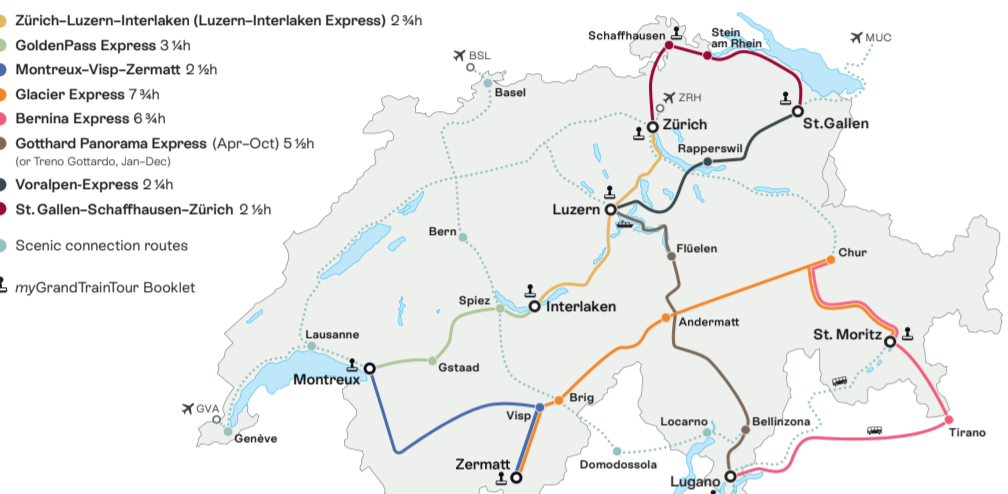 Zürich–Luzern–Interlaken (Luzern–Interlaken Express) 2 ¾h
GoldenPass Express 3 ¼h
Montreux–Visp–Zermatt 2 ½h
Glacier Express 7 ¾h
Bernina Express 6 ¾h
Gotthard Panorama Express (Apr–Oct) 5 ½h
(or Treno Gottardo, Jan–Dec)
Voralpen-Express 2 ¼h
St. Gallen–Schaffhausen–Zürich 2 ½h
Scenic connection routes
myGrandTrainTour Booklet
Schaffhausen
Stein
am Rhein
MUC
BSL
Basel
ZRH
Zürich
St.Gallen
Rapperswil
Luzern
Bern
Flüelen
Chur
Spiez
Interlaken
Andermatt
St. Moritz
Lausanne
Gstaad
Montreux
Brig
Visp
GVA
Genève
Locarno
Bellinzona
Tirano
Zermatt
Domodossola
Lugano